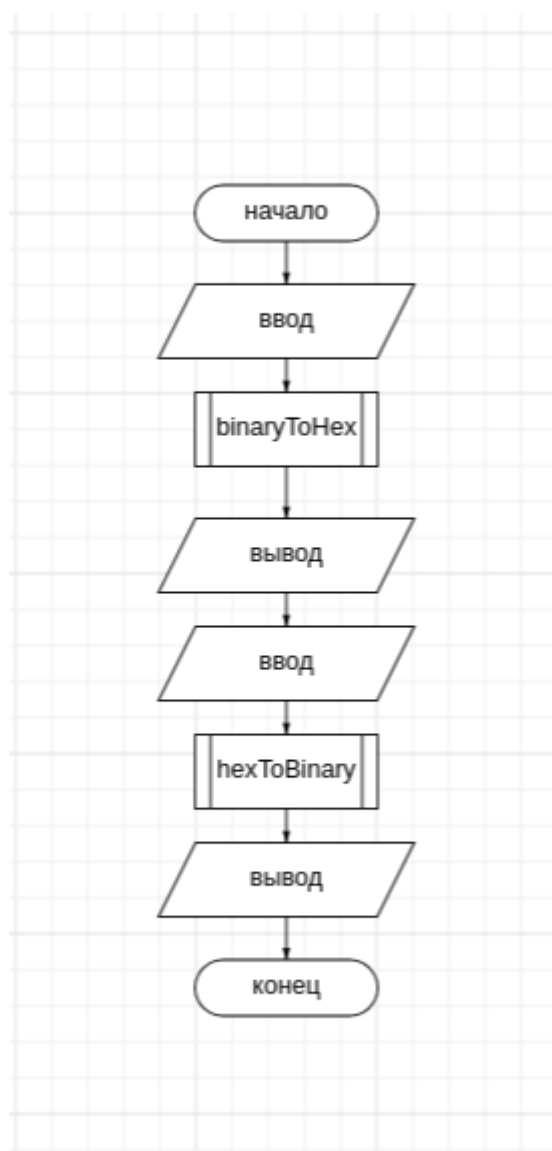 начало
ввод
binaryToHex
вывод
ввод
hexToBinary
вывод
конец